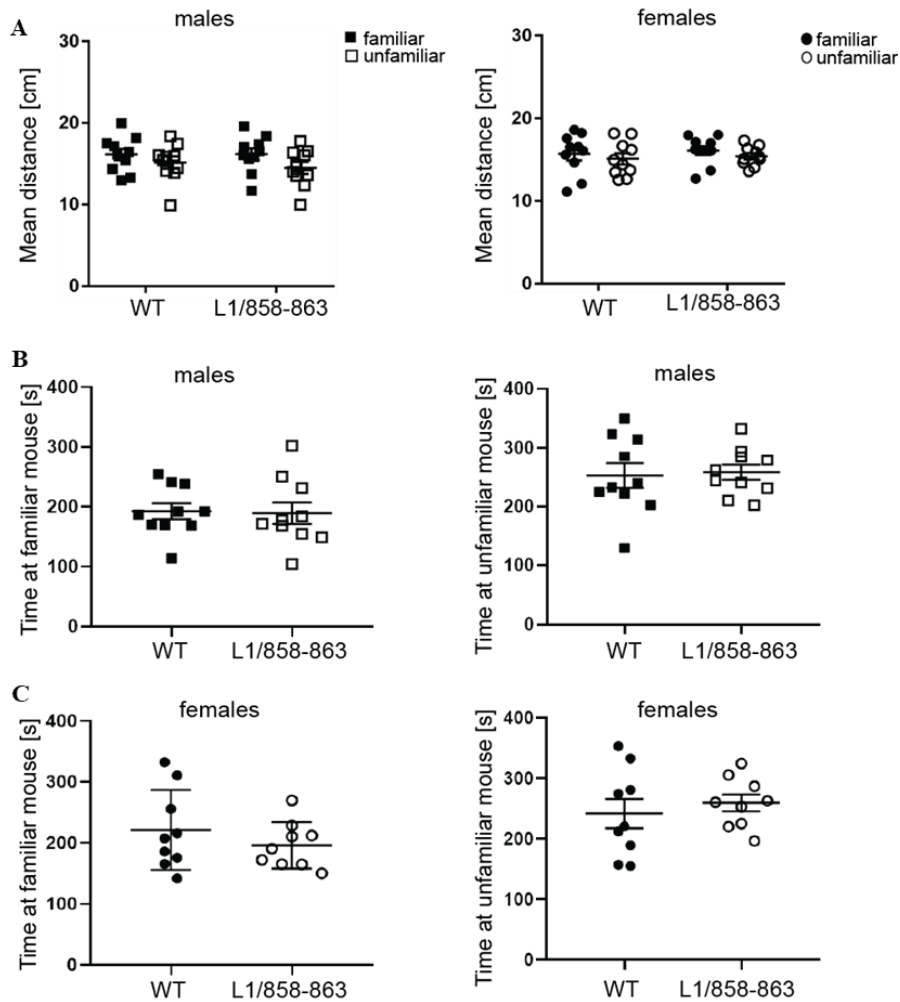 A
males
familiar
unfamiliar
Mean distance [cm]
30
20
10
0
WT
L1/858-863
females
familiar
unfamiliar
Mean distance [cm]
30
20
10
0
WT
L1/858-863
B
males
Time at familiar mouse [s]
400
300
200
100
0
WT
L1/858-863
males
Time at unfamiliar mouse [s]
400
300
200
100
0
WT
L1/858-863
C
females
Time at familiar mouse [s]
400
300
200
100
0
WT
L1/858-863
females
Time at unfamiliar mouse [s]
400
300
200
100
0
WT
L1/858-863